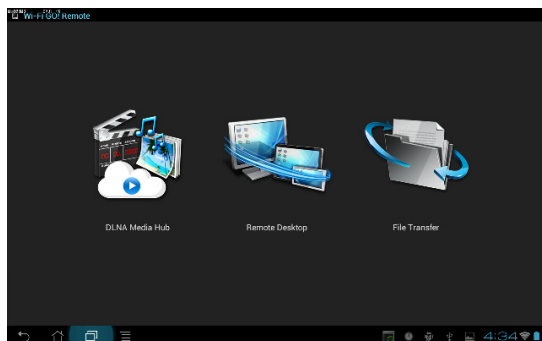 Wi-Fi GO! Remote
DLNA Media Hub
Remote Desktop
File Transfer
4:34